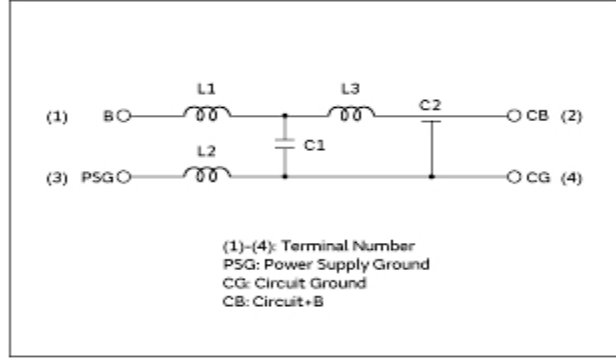 L1
L3
C2
(1) B
CB (2)
C1
L2
(3) PSG
CG (4)
(1)-(4): Terminal Number
PSG: Power Supply Ground
CG: Circuit Ground
CB: Circuit+B